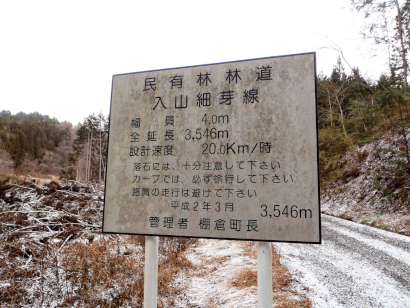 民有林林道
入山細芽線
幅員 4.0m
全延長 3,546m
設計速度 20.0Km/時
落石には、十分注意して下さい
カーブでは、必ず徐行して下さい
路肩の走行は避けて下さい
平成2年3月 3,546m
管理者 棚倉町長